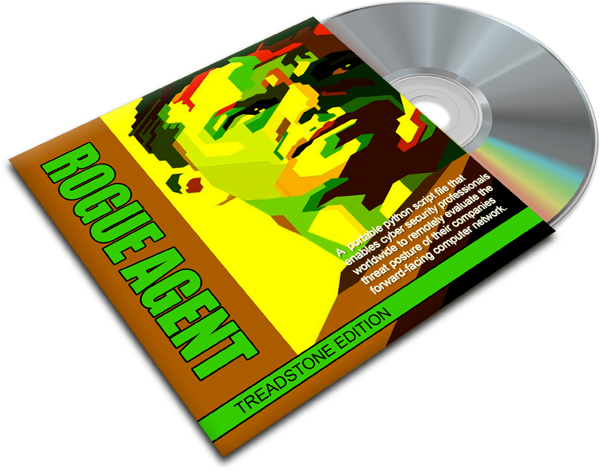 ROGUE AGENT
A portable python script file that
enables cyber security professionals
worldwide to remotely evaluate the
threat posture of their companies
forward-facing computer network.
TREADSTONE EDITION